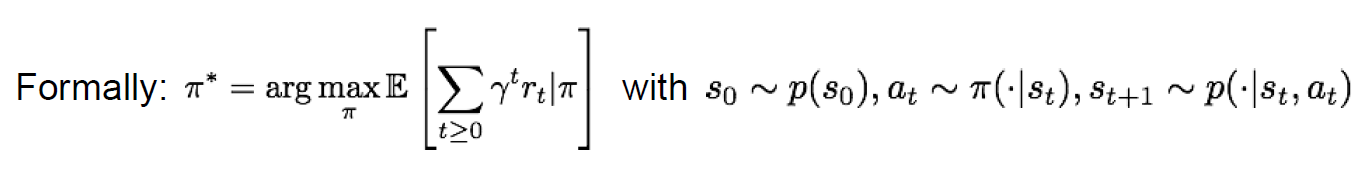 Formally: π* = arg max_π 𝔼 [∑_{t≥0} γ^t r_t|π] with s_0 ∼ p(s_0), a_t ∼ π(·|s_t), s_{t+1} ∼ p(·|s_t, a_t)